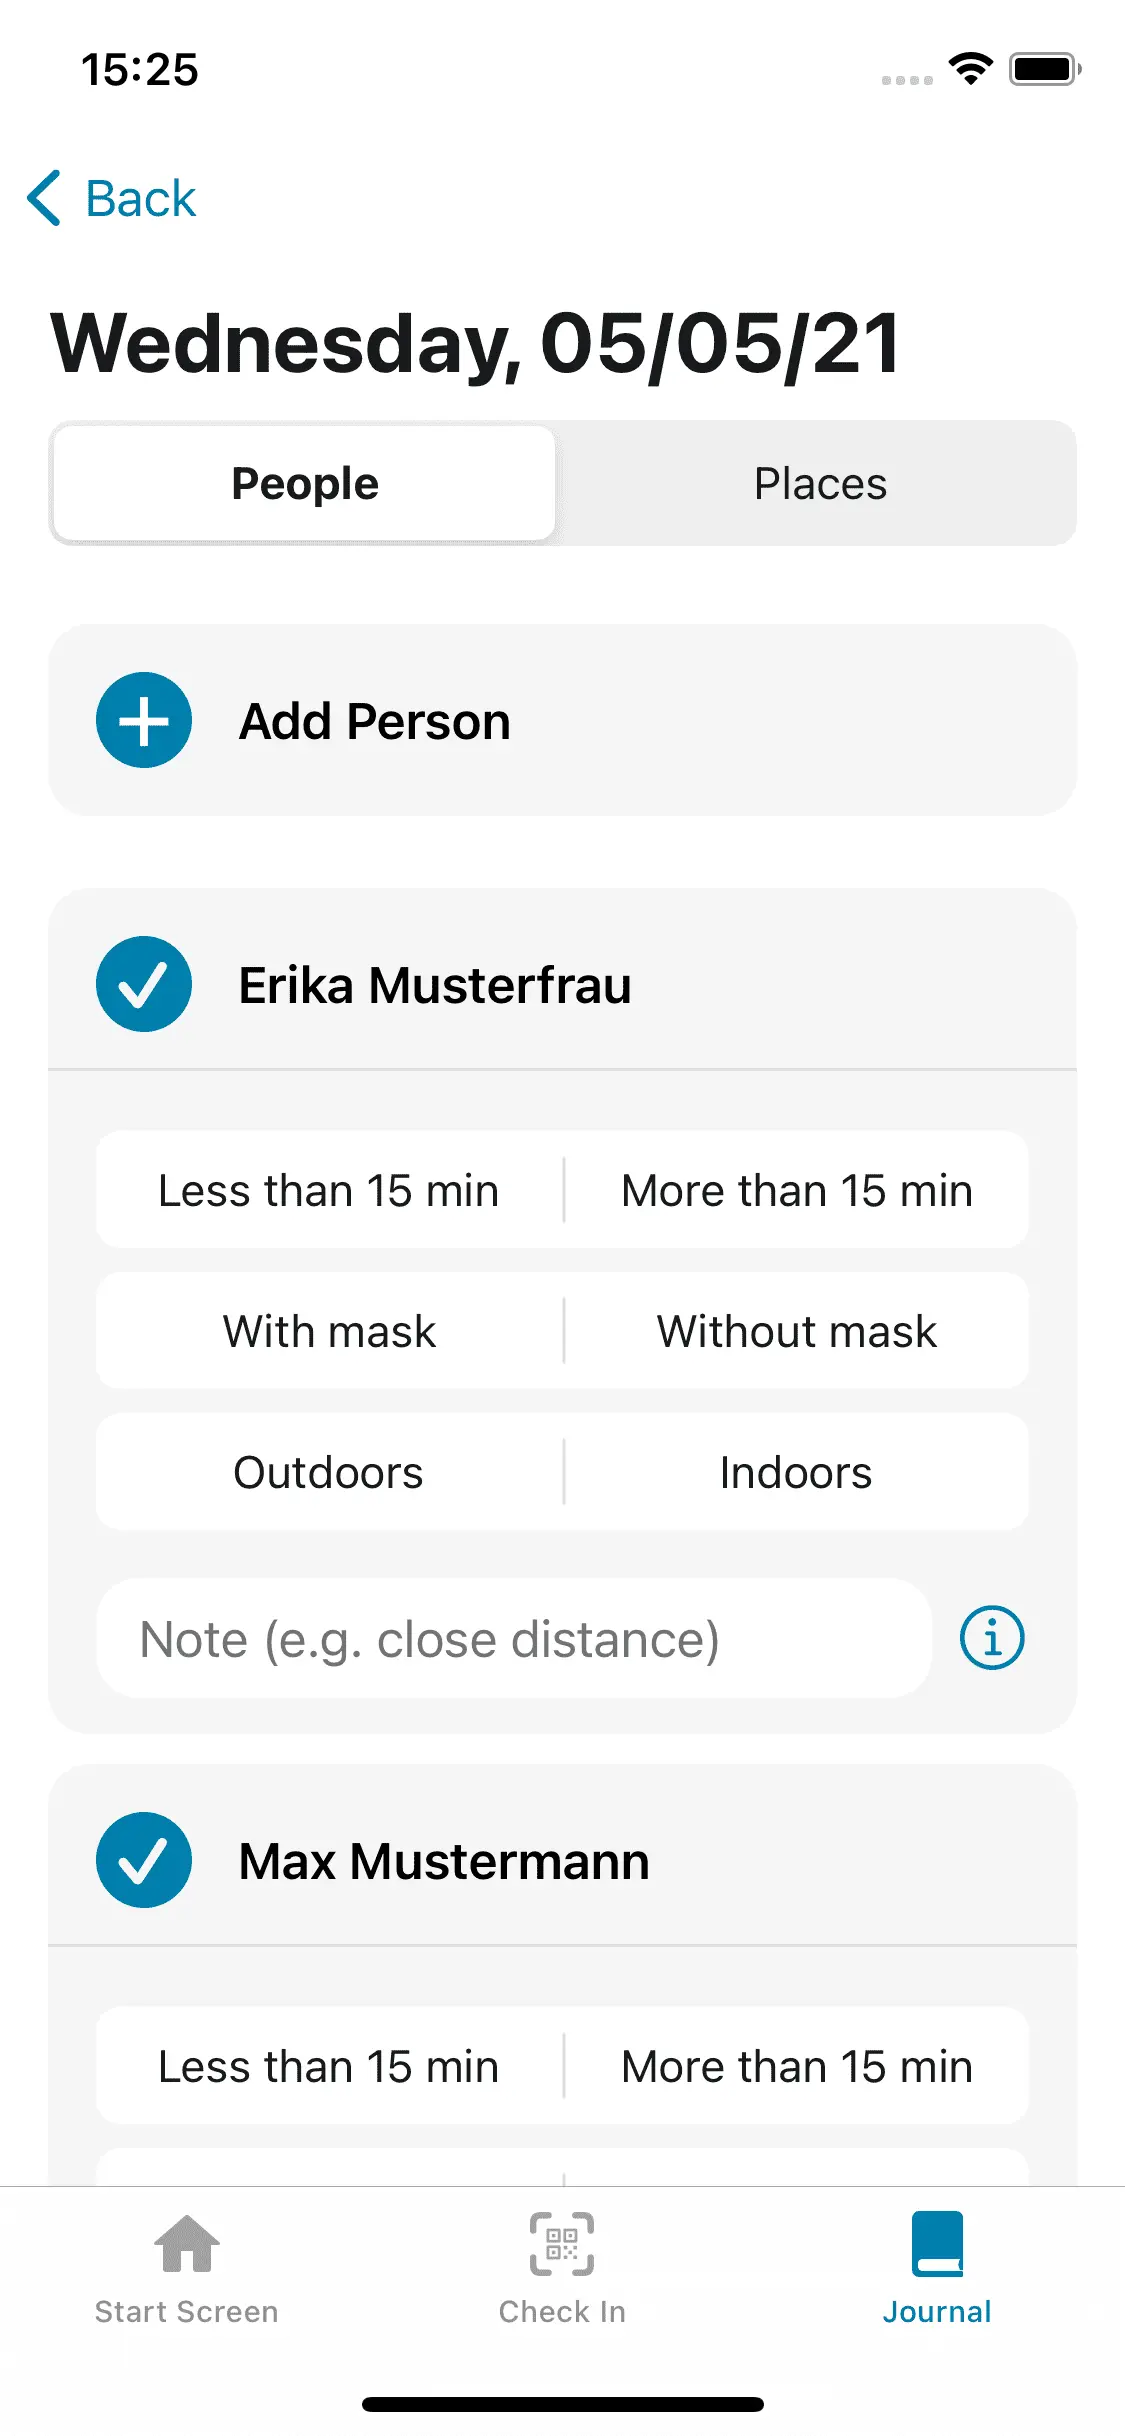 15:25
Back
Wednesday, 05/05/21
People Places
Add Person
Erika Musterfrau
Less than 15 min More than 15 min
With mask Without mask
Outdoors Indoors
Note (e.g. close distance)
Max Mustermann
Less than 15 min More than 15 min
Start Screen Check In Journal